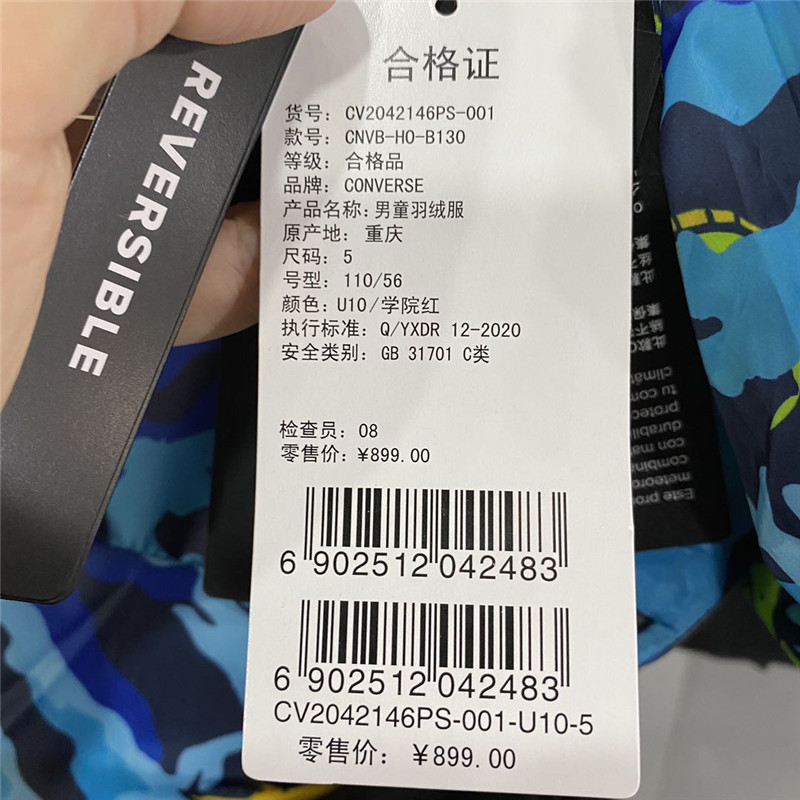 REVERSIBLE
合格证
货号: CV2042146PS-001
款号: CNVB-HO-B130
等级: 合格品
品牌: CONVERSE
产品名称: 男童羽绒服
原产地: 重庆
尺码: 5
号型: 110/56
颜色: U10/学院红
执行标准: Q/YXDR 12-2020
安全类别: GB 31701 C类
检查员: 08
零售价: ¥899.00
6 902512 042483
6 902512 042483
CV2042146PS-001-U10-5
零售价: ¥899.00